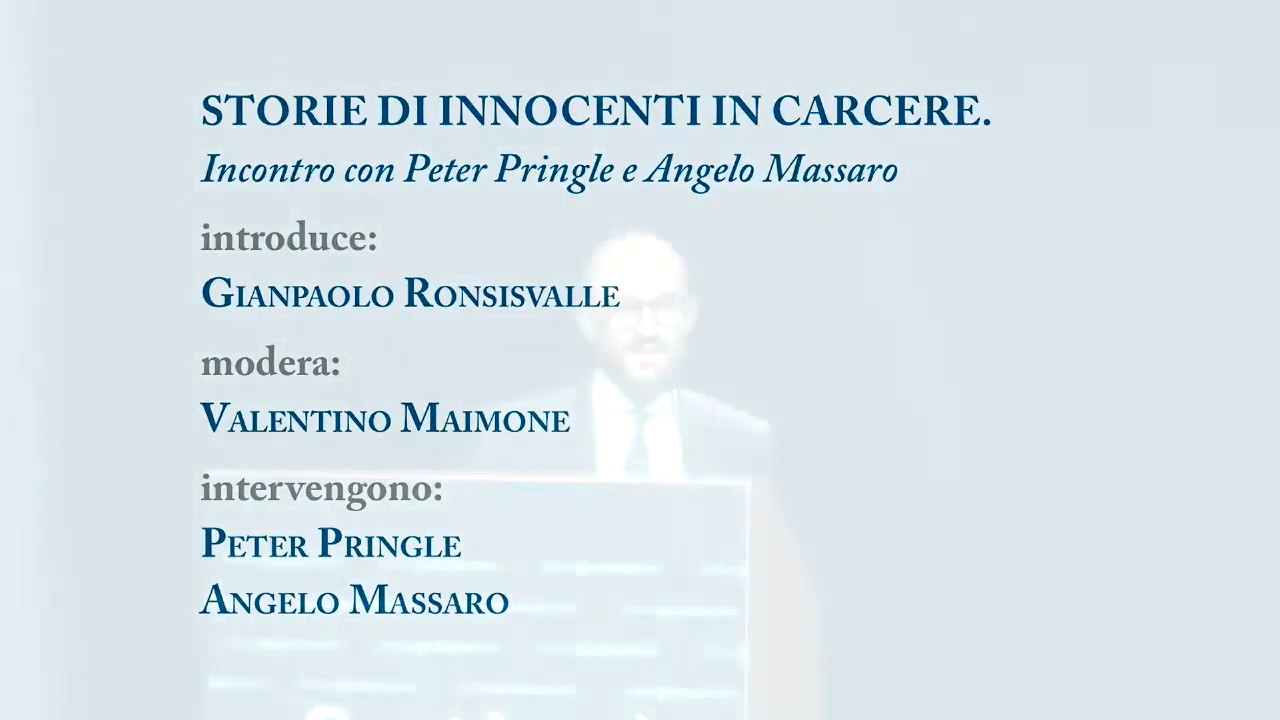 STORIE DI INNOCENTI IN CARCERE.
Incontro con Peter Pringle e Angelo Massaro
introduce:
GIANPAOLO RONSISVALLE
modera:
VALENTINO MAIMONE
intervengono:
PETER PRINGLE
ANGELO MASSARO